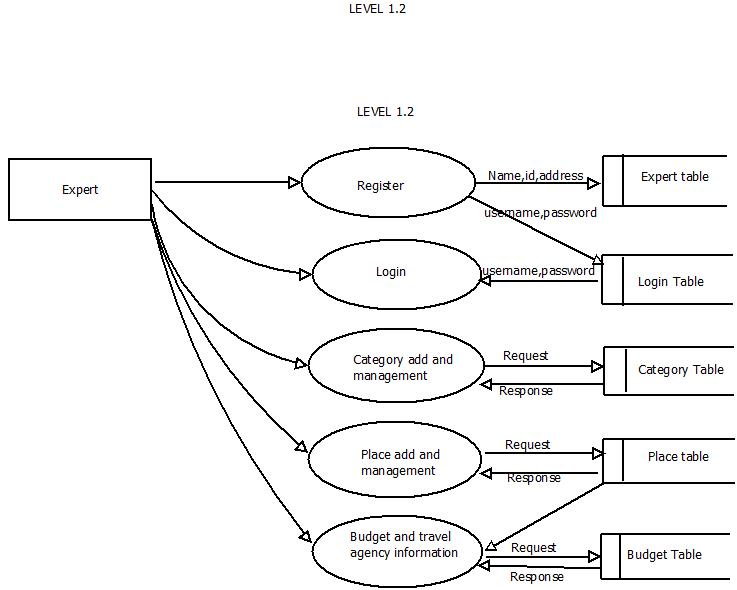 LEVEL 1.2
LEVEL 1.2
Expert
Register
Name,id,address
Expert table
username,password
Login
username,password
Login Table
Category add and
management
Request
Response
Category Table
Place add and
management
Request
Response
Place table
Budget and travel
agency information
Request
Response
Budget Table